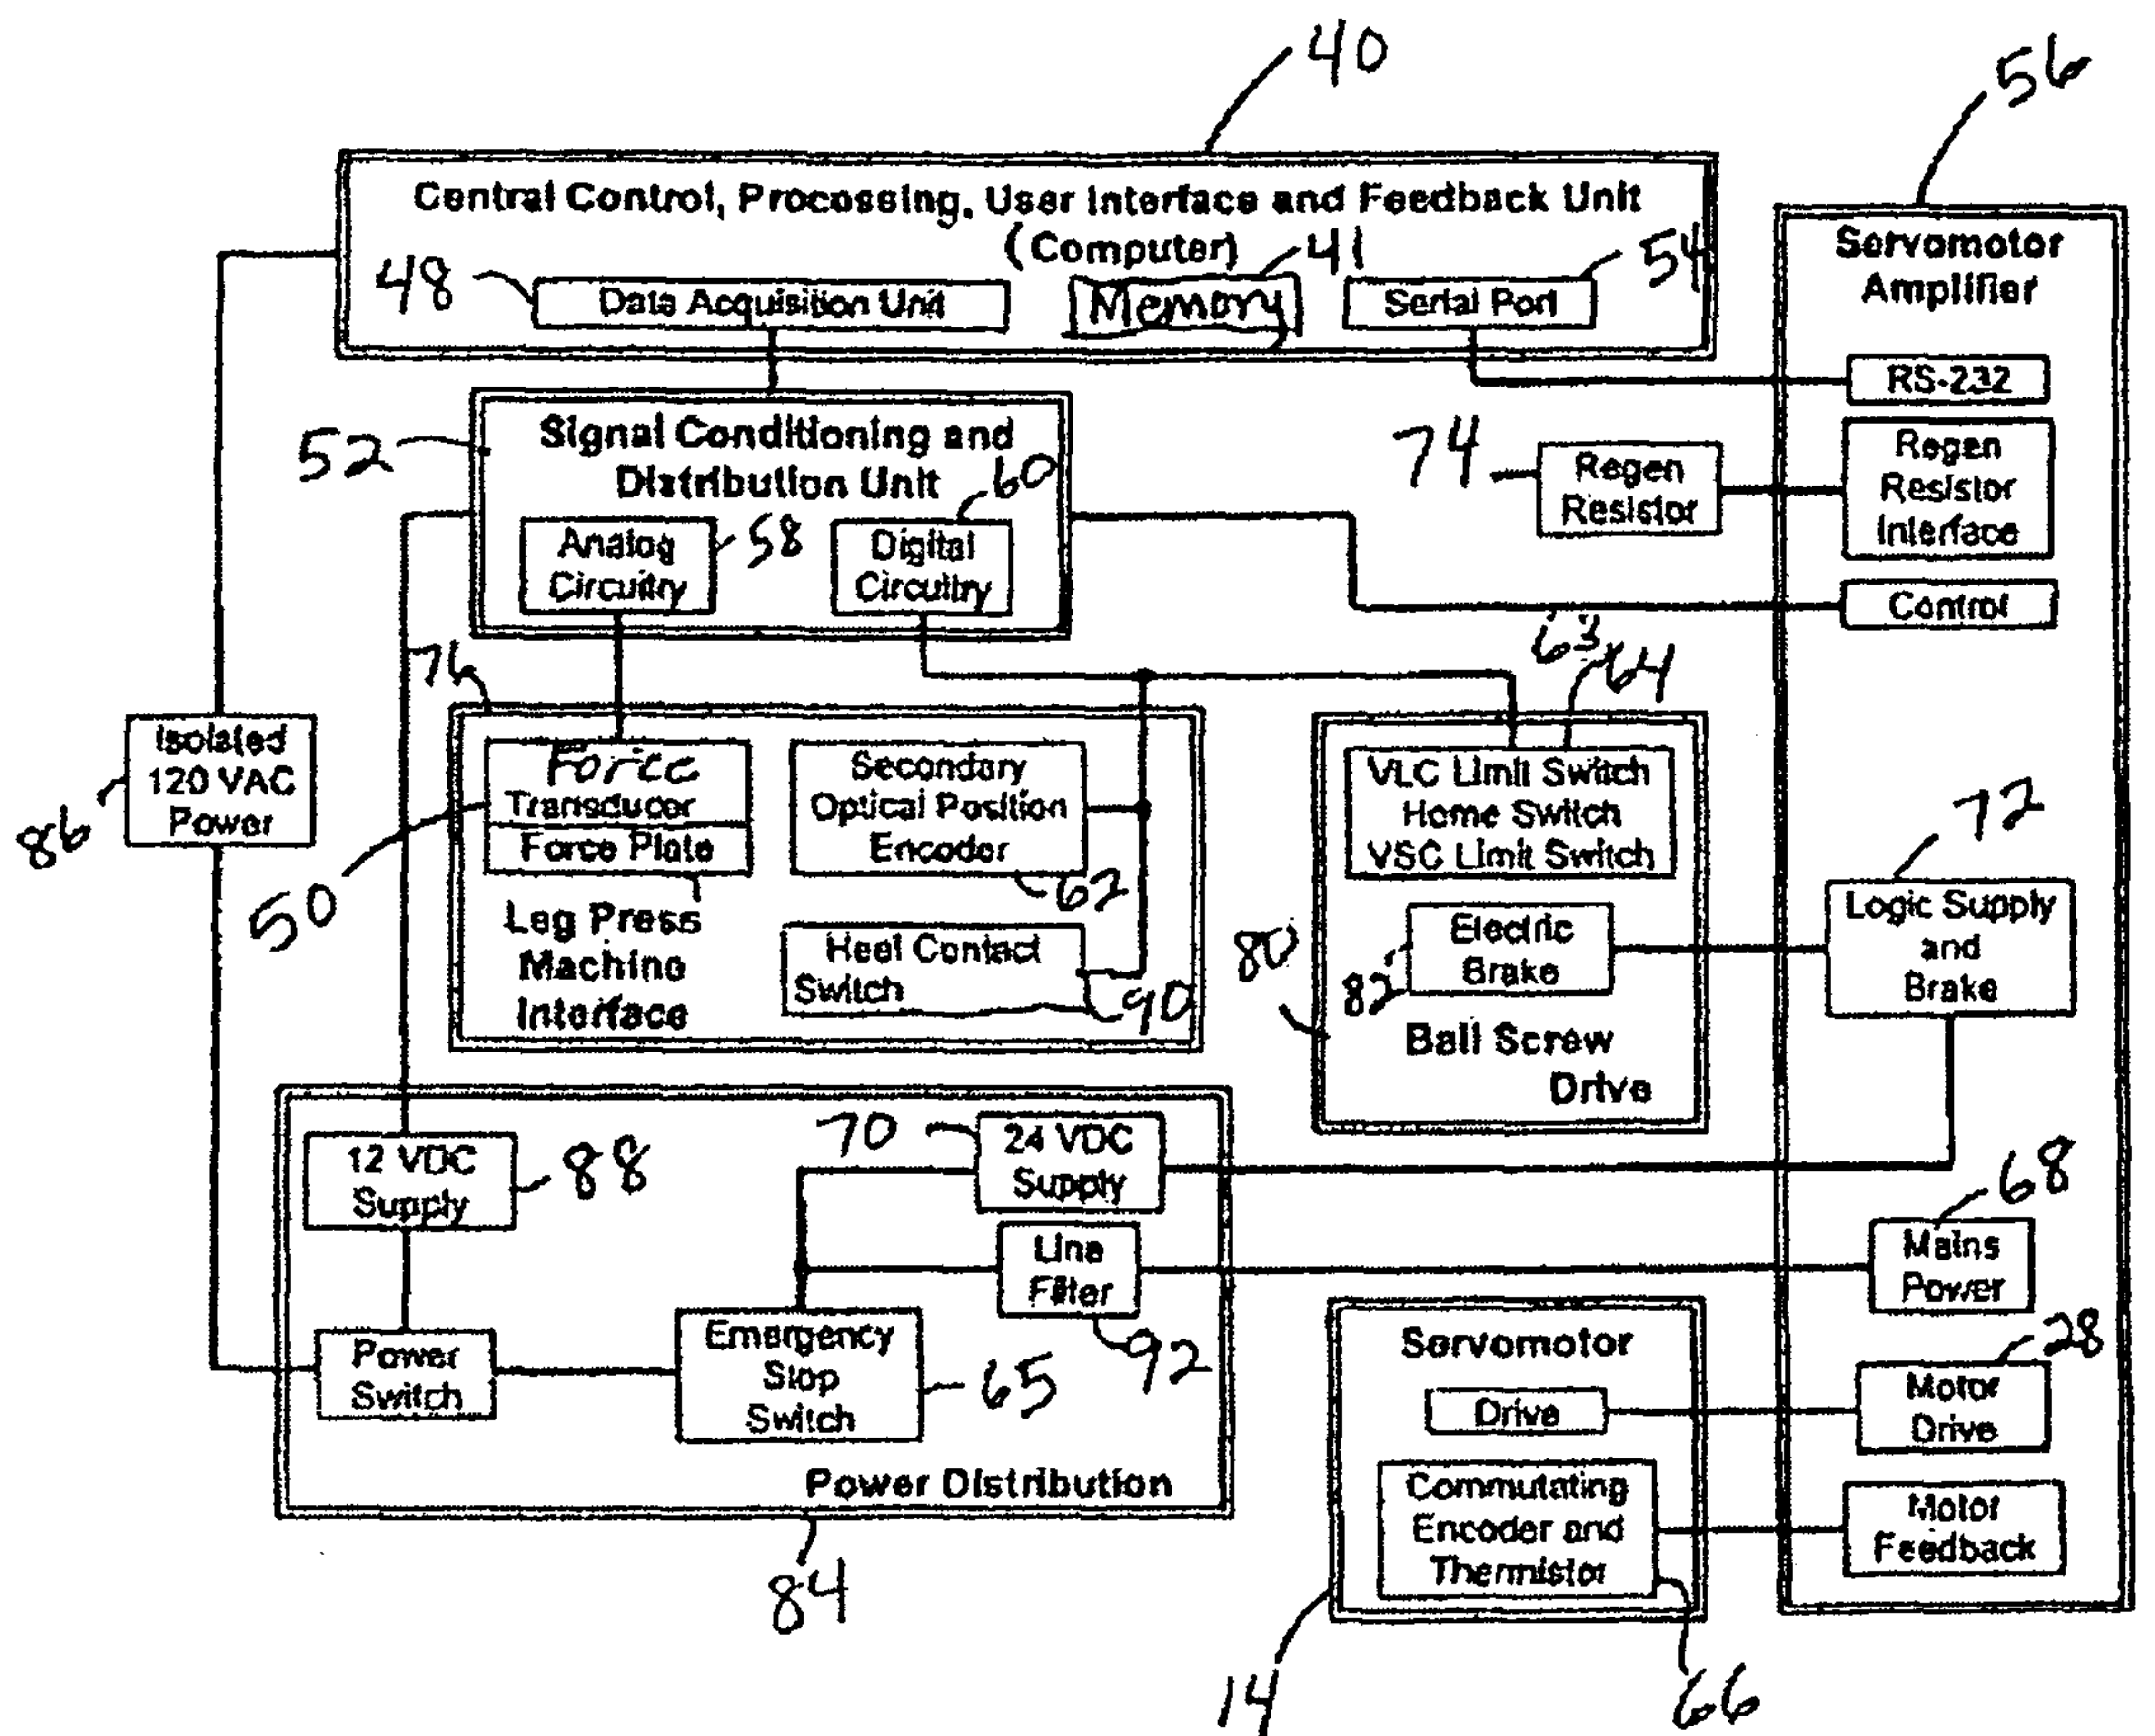 40
56
Central Control, Processing, User Interface and Feedback Unit
(Computer)
41
54
48
Data Acquisition Unit
Memory
Serial Port
Servomotor
Amplifier
RS-232
52
Signal Conditioning and
Distribution Unit
60
Analog
Circuitry
58
Digital
Circuitry
74
Regen
Resistor
Regen
Resistor
Interface
Control
63
64
76
Isolated
120 VAC
Power
86
Force
Transducer
Force Plate
50
Secondary
Optical Position
Encoder
62
Leg Press
Machine
Interface
Heel Contact
Switch
90
VLC Limit Switch
Home Switch
VSC Limit Switch
80
82
Electric
Brake
Ball Screw
Drive
72
Logic Supply
and
Brake
12 VDC
Supply
88
70
24 VDC
Supply
Line
Filter
92
68
Mains
Power
Power
Switch
Emergency
Stop
Switch
65
Power Distribution
84
Servomotor
Drive
28
Motor
Drive
Commutating
Encoder and
Thermistor
Motor
Feedback
14
66